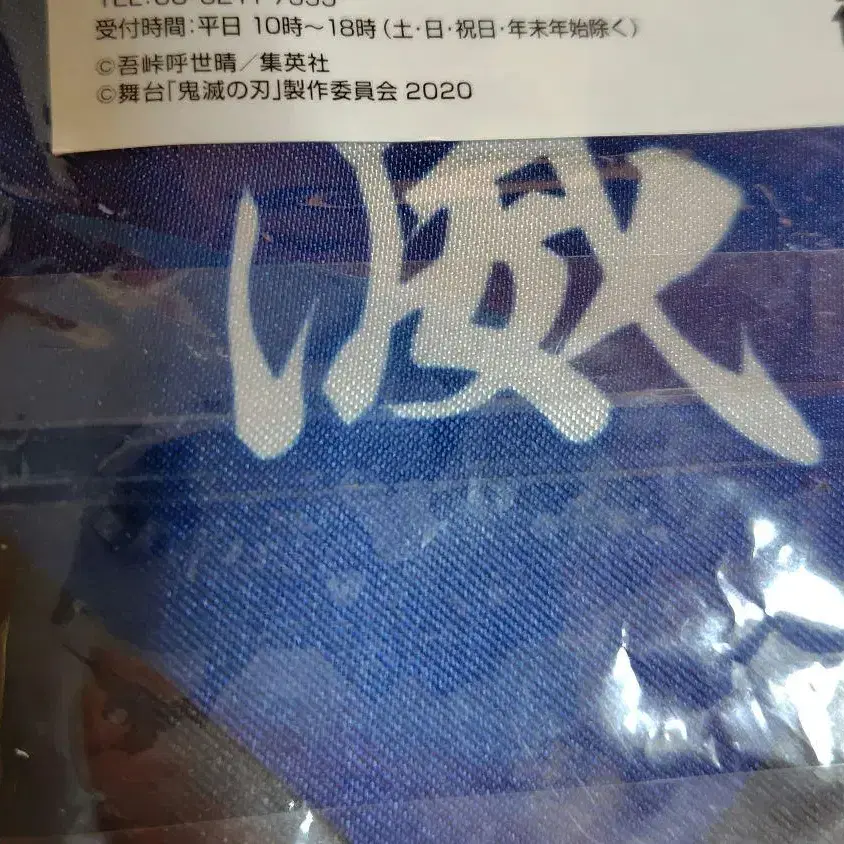 受付時間:平日 10時～18時(土・日・祝日・年末年始除く)
©吾峠呼世晴/集英社
©舞台「鬼滅の刃」製作委員会 2020
滅